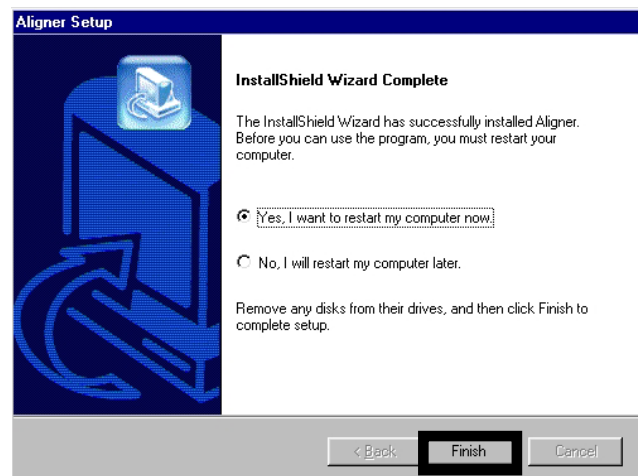 Aligner Setup
InstallShield Wizard Complete
The InstallShield Wizard has successfully installed Aligner.
Before you can use the program, you must restart your
computer.
Yes, I want to restart my computer now.
No, I will restart my computer later.
Remove any disks from their drives, and then click Finish to
complete setup.
< Back Finish Cancel